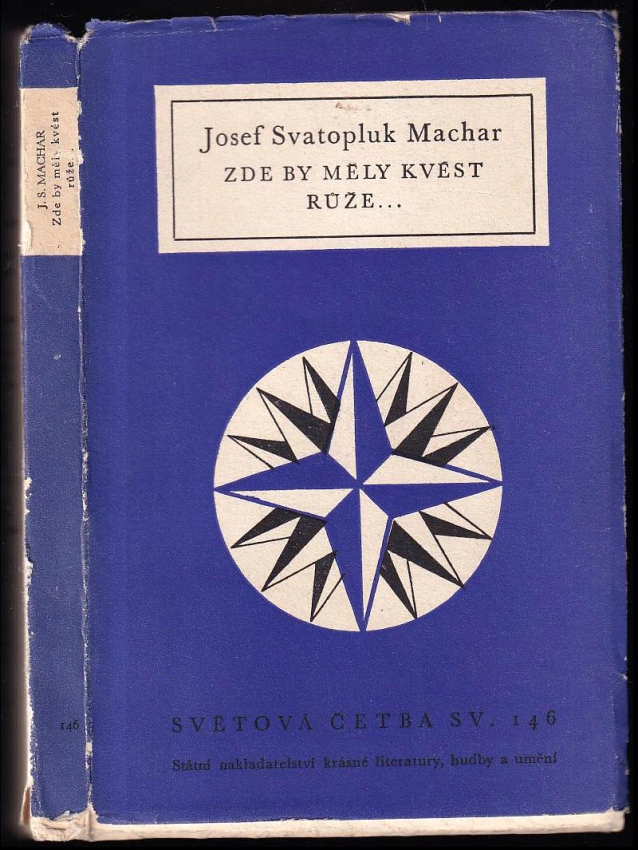 J. S. MACHAR
Zde by měly kvést
růže...
146
Josef Svatopluk Machar
ZDE BY MĚLY KVÉST
RŮŽE...
SVĚTOVÁ ČETBA SV. 146
Státní nakladatelství krásné literatury, hudby a umění